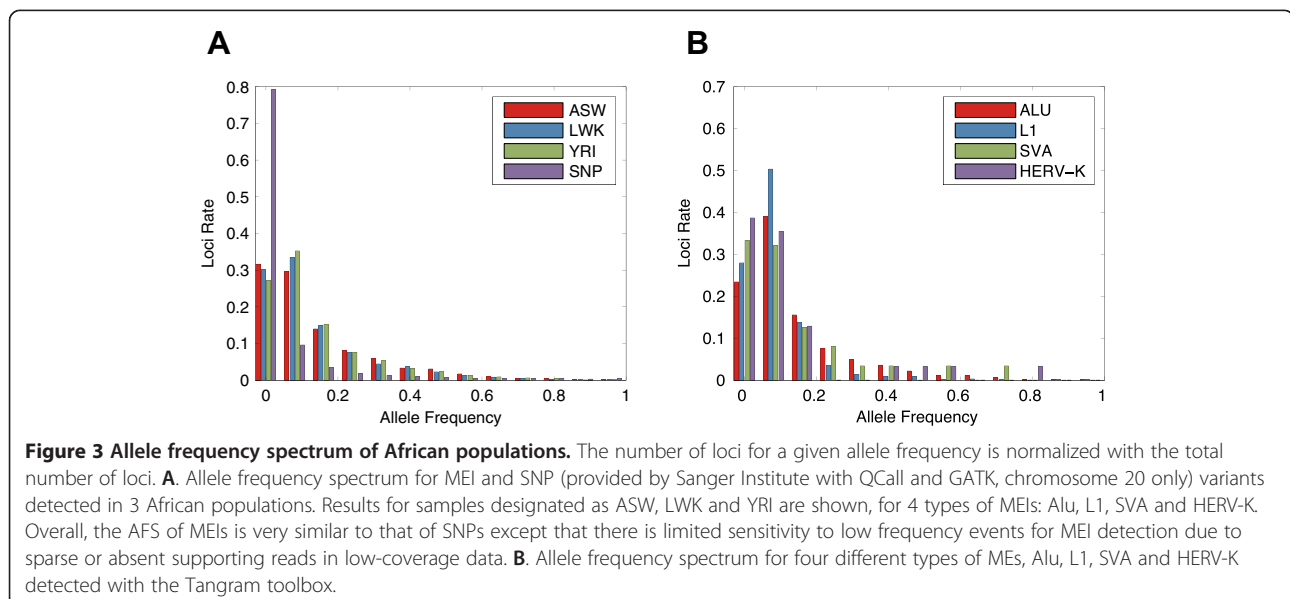 A
B
0.8
0.7
0.6
0.5
0.4
0.3
0.2
0.1
0
Loci Rate
ASW
LWK
YRI
SNP
0 0.2 0.4 0.6 0.8 1
Allele Frequency
0.7
0.6
0.5
0.4
0.3
0.2
0.1
0
Loci Rate
ALU
L1
SVA
HERV-K
0 0.2 0.4 0.6 0.8 1
Allele Frequency
Figure 3 Allele frequency spectrum of African populations. The number of loci for a given allele frequency is normalized with the total
number of loci. A. Allele frequency spectrum for MEI and SNP (provided by Sanger Institute with QCall and GATK, chromosome 20 only) variants
detected in 3 African populations. Results for samples designated as ASW, LWK and YRI are shown, for 4 types of MEIs: Alu, L1, SVA and HERV-K.
Overall, the AFS of MEIs is very similar to that of SNPs except that there is limited sensitivity to low frequency events for MEI detection due to
sparse or absent supporting reads in low-coverage data. B. Allele frequency spectrum for four different types of MEs, Alu, L1, SVA and HERV-K
detected with the Tangram toolbox.